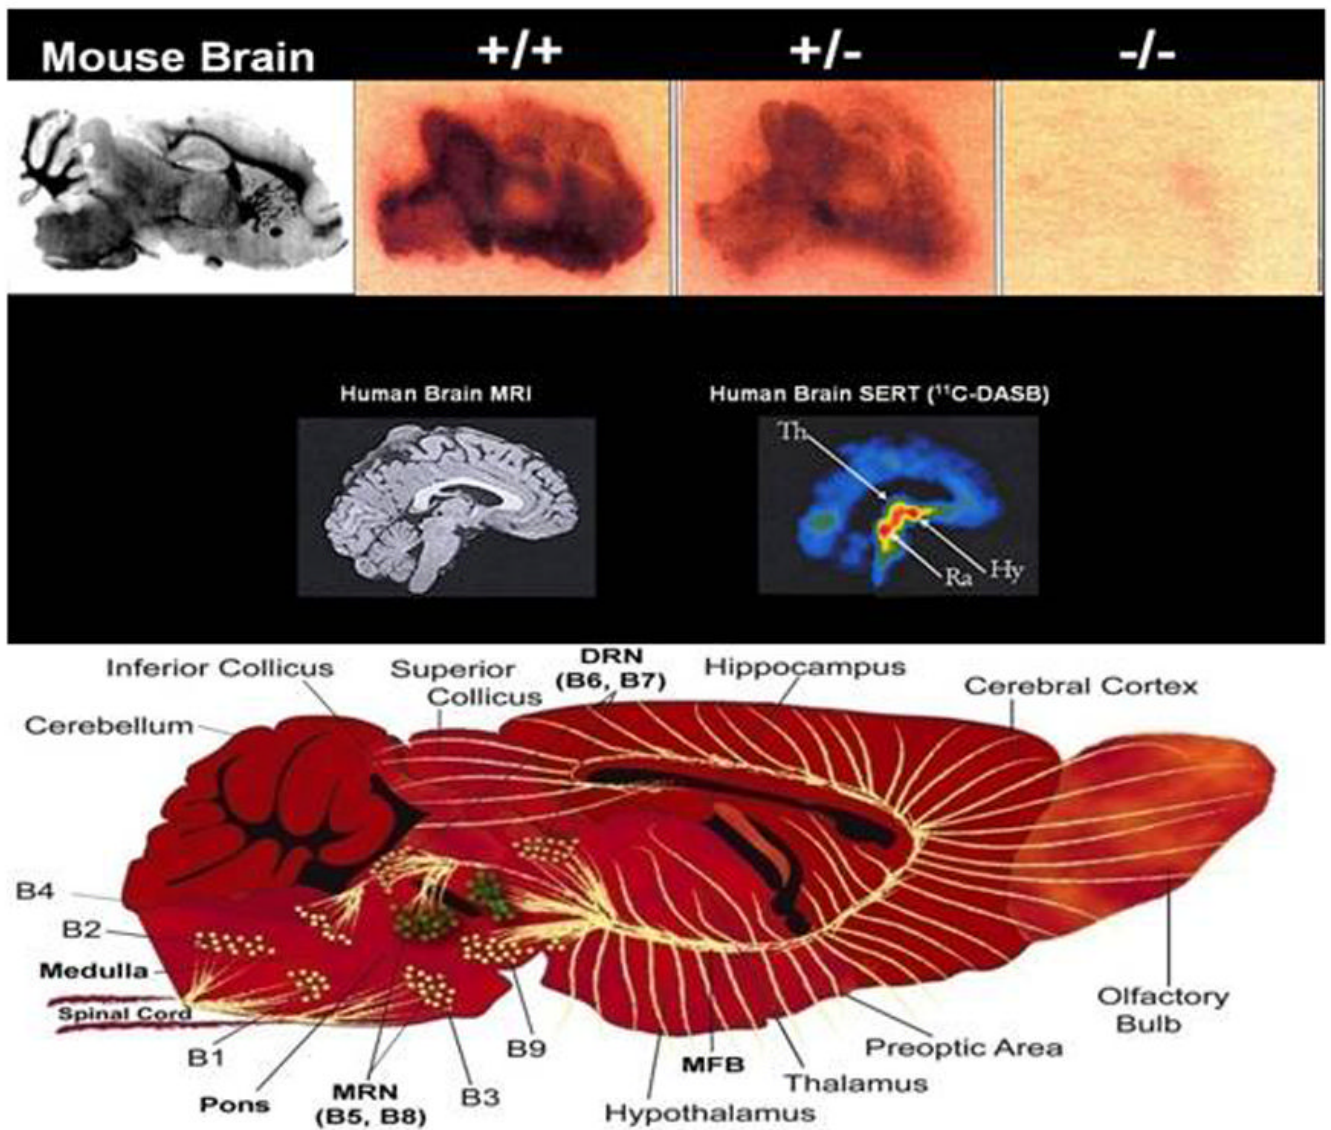 Mouse Brain +/+ +/- -/-
Human Brain MRI
Human Brain SERT (¹¹C-DASB)
Th
Ra
Hy
Inferior Collicus
Superior
Collicus
DRN
(B6, B7)
Hippocampus
Cerebral Cortex
Cerebellum
B4
B2
Medulla
Spinal Cord
B1
Pons
MRN
(B5, B8)
B3
B9
Hypothalamus
MFB
Thalamus
Preoptic Area
Olfactory
Bulb